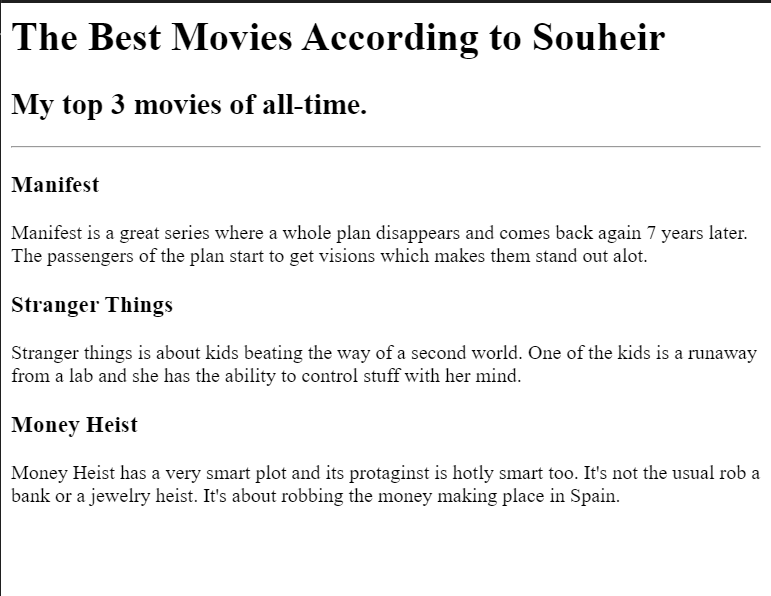 The Best Movies According to Souheir
My top 3 movies of all-time.
Manifest
Manifest is a great series where a whole plan disappears and comes back again 7 years later.
The passengers of the plan start to get visions which makes them stand out alot.
Stranger Things
Stranger things is about kids beating the way of a second world. One of the kids is a runaway
from a lab and she has the ability to control stuff with her mind.
Money Heist
Money Heist has a very smart plot and its protaginst is hotly smart too. It's not the usual rob a
bank or a jewelry heist. It's about robbing the money making place in Spain.